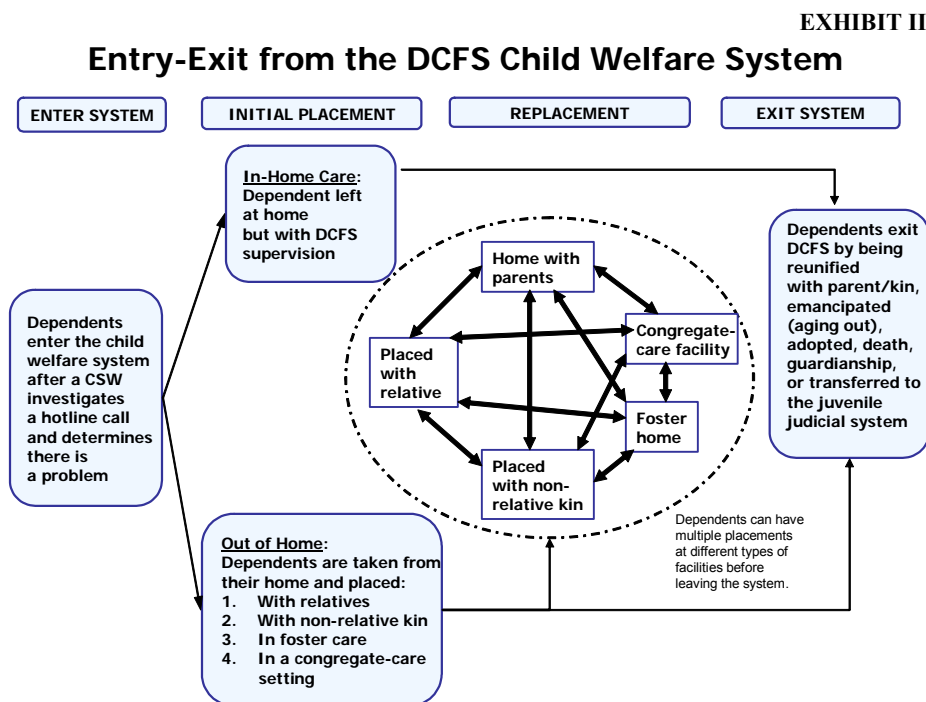 EXHIBIT II
Entry-Exit from the DCFS Child Welfare System
ENTER SYSTEM
INITIAL PLACEMENT
REPLACEMENT
EXIT SYSTEM
Dependents
enter the child
welfare system
after a CSW
investigates
a hotline call
and determines
there is
a problem
In-Home Care:
Dependent left
at home
but with DCFS
supervision
Out of Home:
Dependents are taken from
their home and placed:
1. With relatives
2. With non-relative kin
3. In foster care
4. In a congregate-care
setting
Home with
parents
Congregate-
care facility
Placed
with
relative
Foster
home
Placed
with non-
relative kin
Dependents can have
multiple placements
at different types of
facilities before
leaving the system.
Dependents exit
DCFS by being
reunified
with parent/kin,
emancipated
(aging out),
adopted, death,
guardianship,
or transferred to
the juvenile
judicial system